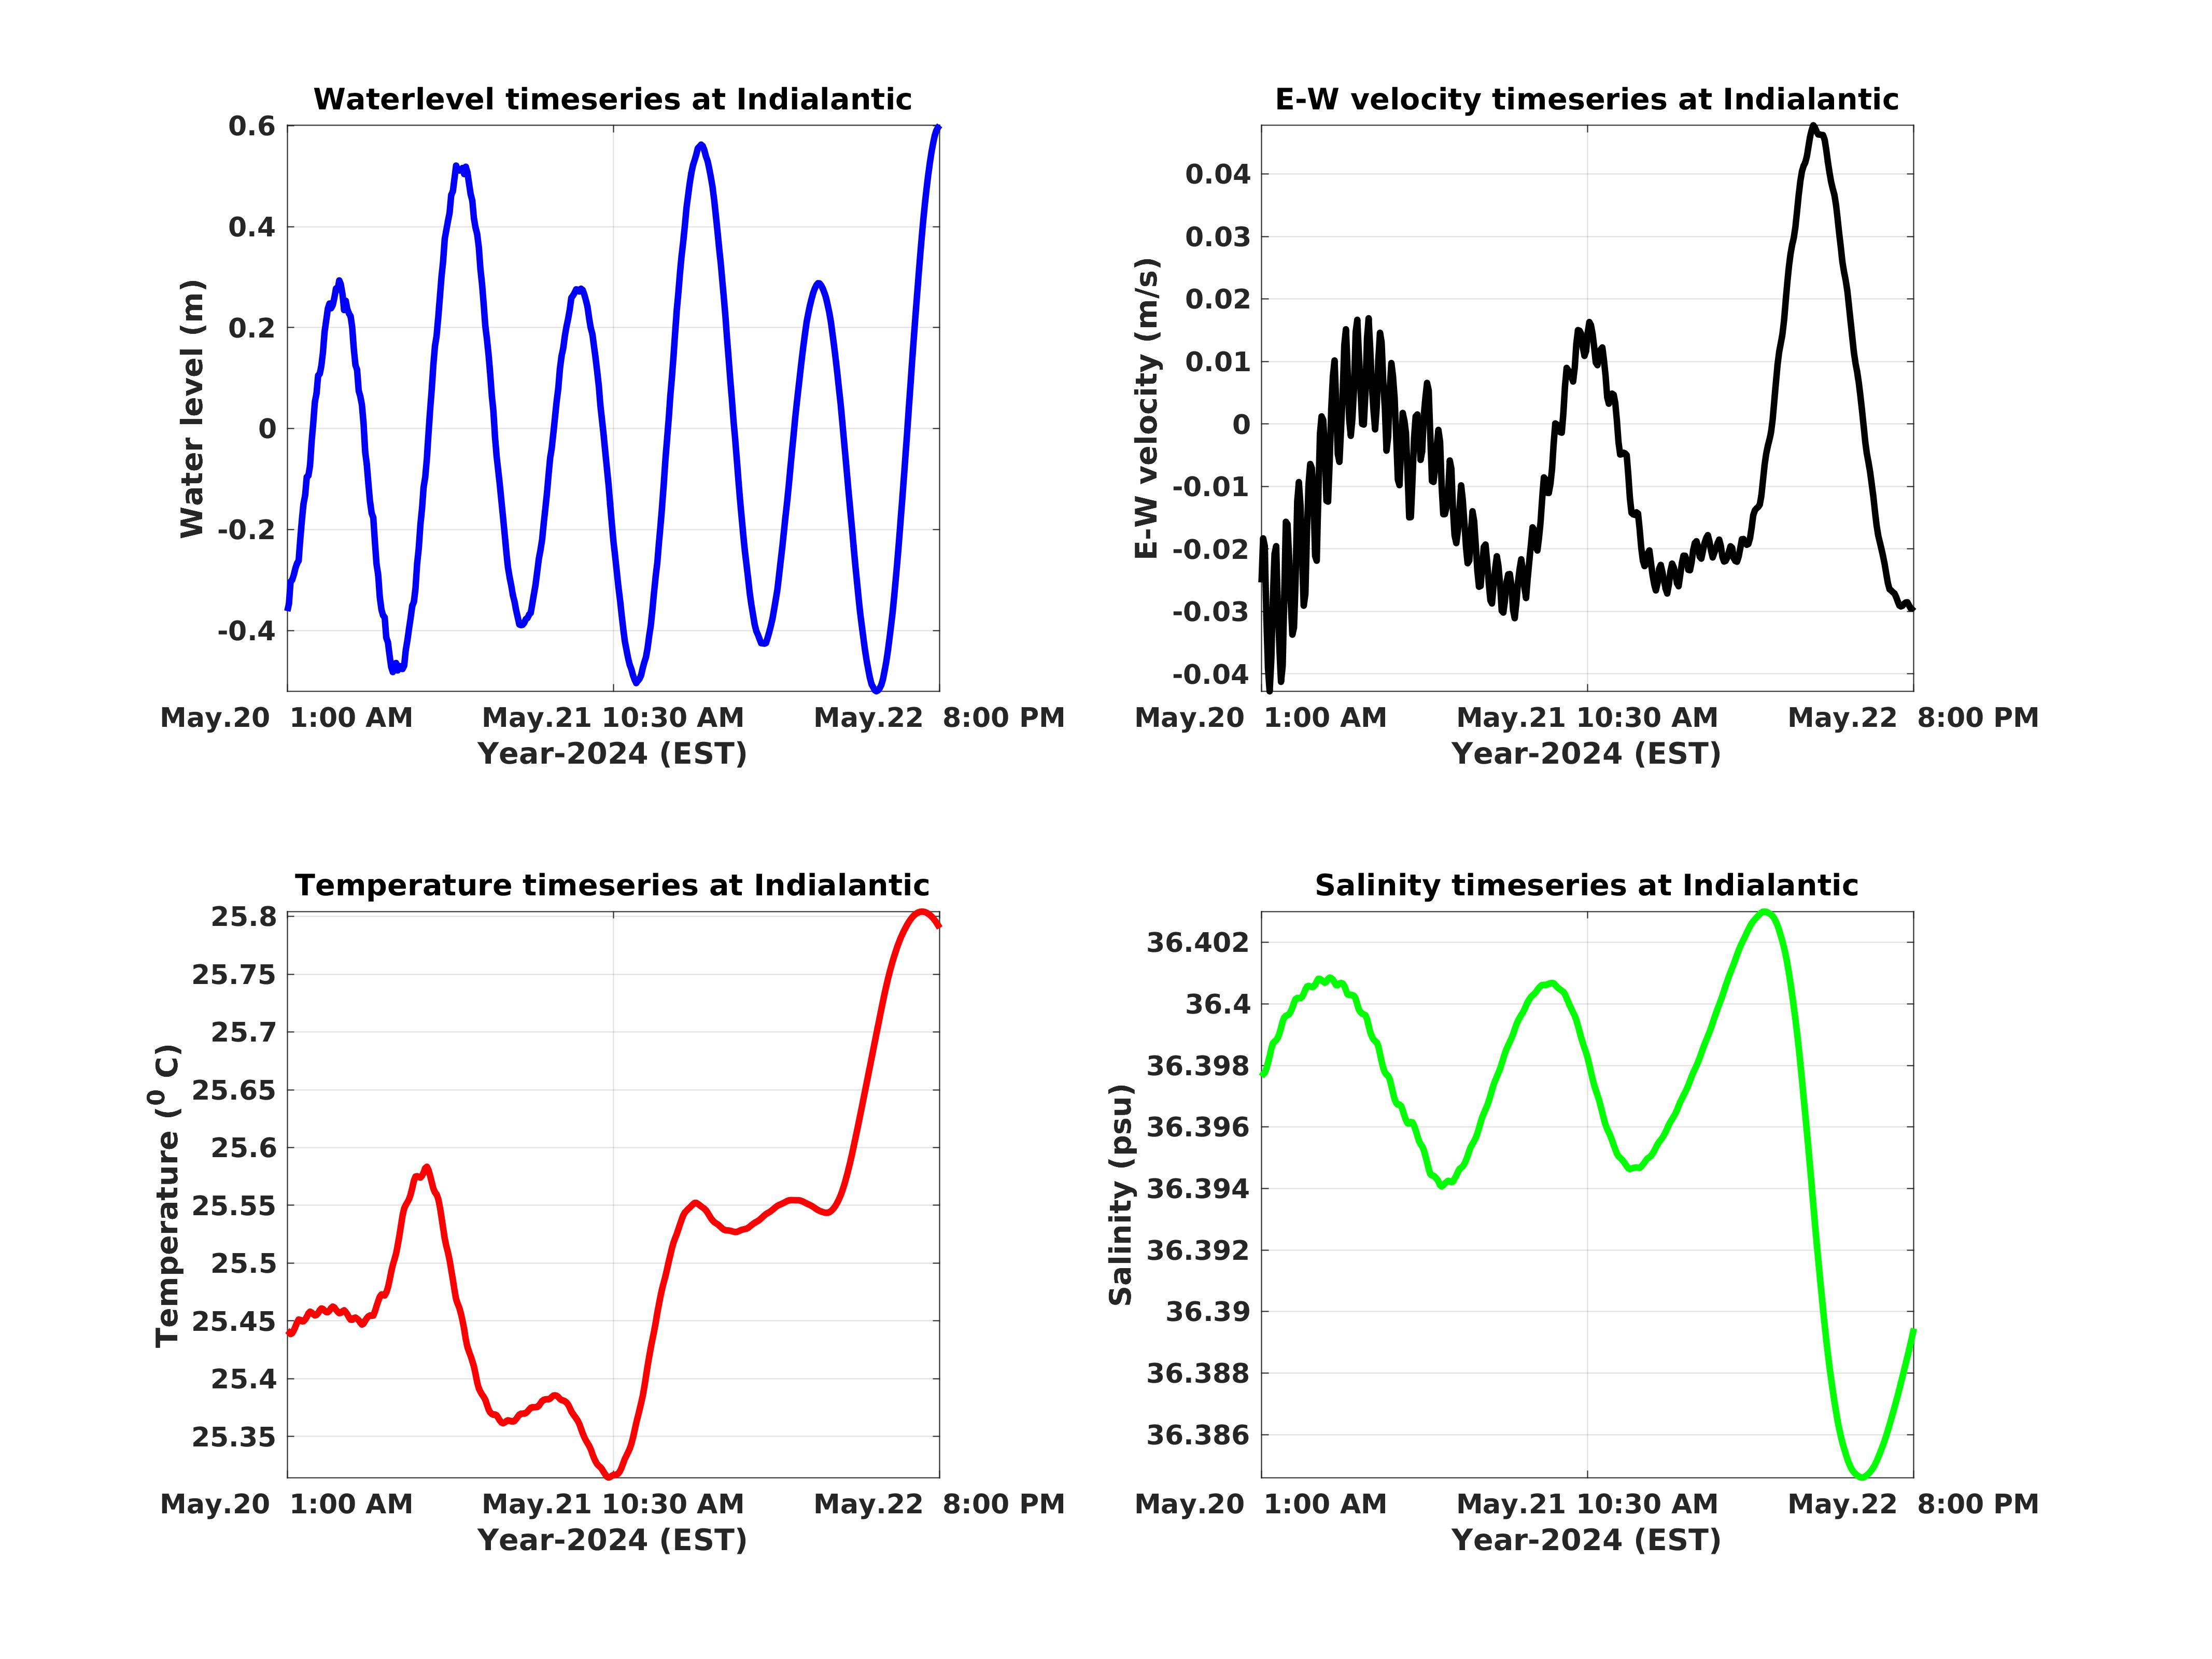 Waterlevel timeseries at Indialantic
0.6
0.4
0.2
0
-0.2
-0.4
Water level (m)
May.20 1:00 AM
May.21 10:30 AM
May.22 8:00 PM
Year-2024 (EST)
E-W velocity timeseries at Indialantic
0.04
0.03
0.02
0.01
0
-0.01
-0.02
-0.03
-0.04
E-W velocity (m/s)
May.20 1:00 AM
May.21 10:30 AM
May.22 8:00 PM
Year-2024 (EST)
Temperature timeseries at Indialantic
25.8
25.75
25.7
25.65
25.6
25.55
25.5
25.45
25.4
25.35
Temperature (⁰ C)
May.20 1:00 AM
May.21 10:30 AM
May.22 8:00 PM
Year-2024 (EST)
Salinity timeseries at Indialantic
36.402
36.4
36.398
36.396
36.394
36.392
36.39
36.388
36.386
Salinity (psu)
May.20 1:00 AM
May.21 10:30 AM
May.22 8:00 PM
Year-2024 (EST)